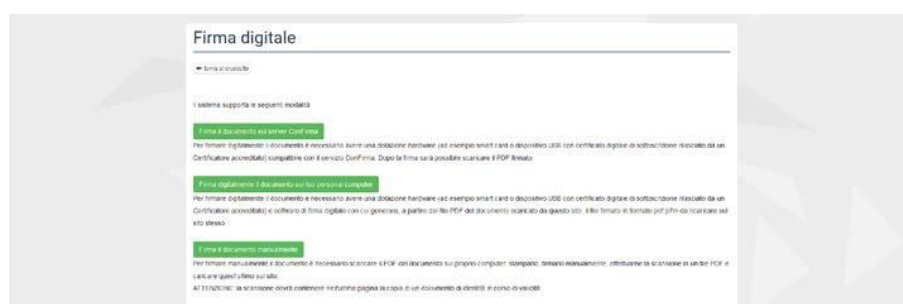 Firma digitale
torna al cruscotto
Il sistema supporta le seguenti modalità
Firma il documento sul server ConFirma
Per firmare digitalmente il documento è necessario avere una dotazione hardware (ad esempio smart card o dispositivo USB con certificato digitale di sottoscrizione rilasciato da un
Certificatore accreditato) compatibile con il servizio ConFirma. Dopo la firma sarà possibile scaricare il PDF firmato
Firma digitalmente il documento sul tuo personal computer
Per firmare digitalmente il documento è necessario avere una dotazione hardware (ad esempio smart card o dispositivo USB con certificato digitale di sottoscrizione rilasciato da un
Certificatore accreditato) e software di firma digitale con cui generare, a partire dal file PDF del documento scaricato da questo sito, il file firmato in formato pdf.p7m da ricaricare sul
sito stesso
Firma il documento manualmente
Per firmare manualmente il documento è necessario scaricare il PDF del documento sul proprio computer, stamparlo, firmarlo manualmente, effettuarne la scansione in un file PDF e
caricare quest'ultimo sul sito.
ATTENZIONE: la scansione dovrà contenere nell'ultima pagina la copia di un documento di identità in corso di validità